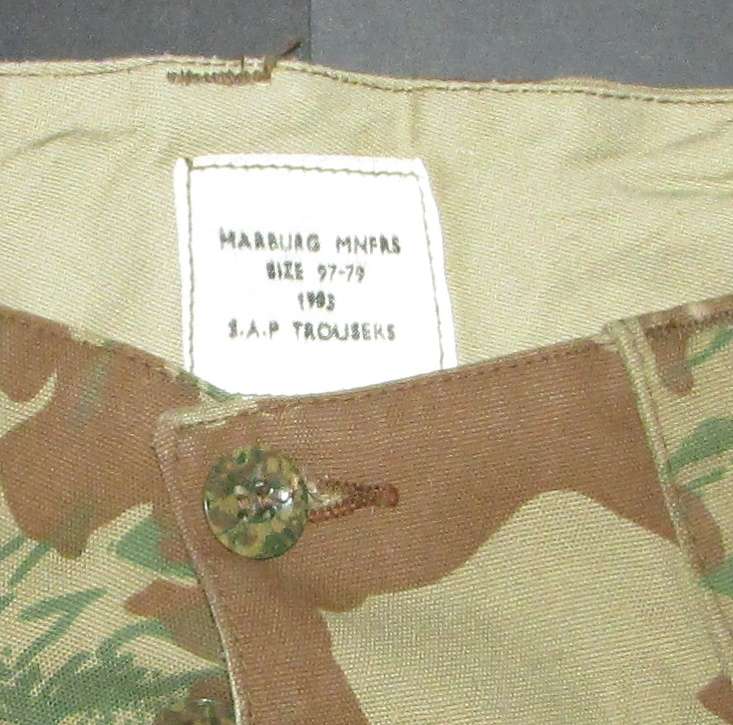 MARBURG MNFRS
SIZE 97-79
1983
S.A.P TROUSERS